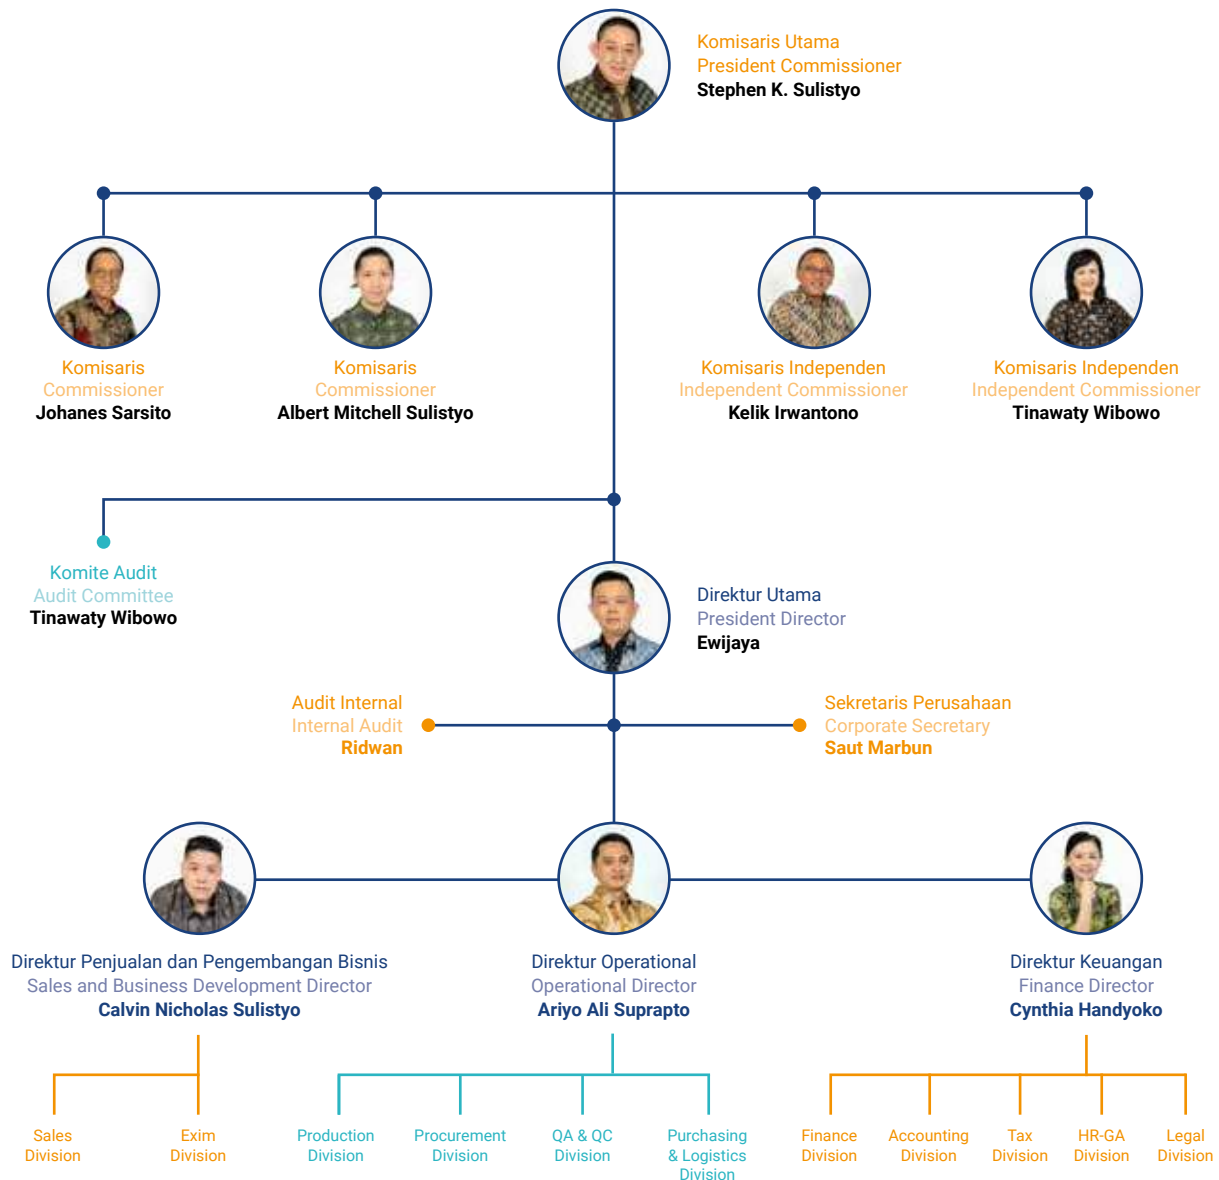 Komisaris Utama
President Commissioner
Stephen K. Sulistyo
Komisaris
Commissioner
Johanes Sarsito
Komisaris
Commissioner
Albert Mitchell Sulistyo
Komisaris Independen
Independent Commissioner
Kelik Irwantono
Komisaris Independen
Independent Commissioner
Tinawaty Wibowo
Komite Audit
Audit Committee
Tinawaty Wibowo
Direktur Utama
President Director
Ewijaya
Audit Internal
Internal Audit
Ridwan
Sekretaris Perusahaan
Corporate Secretary
Saut Marbun
Direktur Penjualan dan Pengembangan Bisnis
Sales and Business Development Director
Calvin Nicholas Sulistyo
Direktur Operational
Operational Director
Ariyo Ali Suprapto
Direktur Keuangan
Finance Director
Cynthia Handyoko
Sales
Division
Exim
Division
Production
Division
Procurement
Division
QA & QC
Division
Purchasing
& Logistics
Division
Finance
Division
Accounting
Division
Tax
Division
HR-GA
Division
Legal
Division